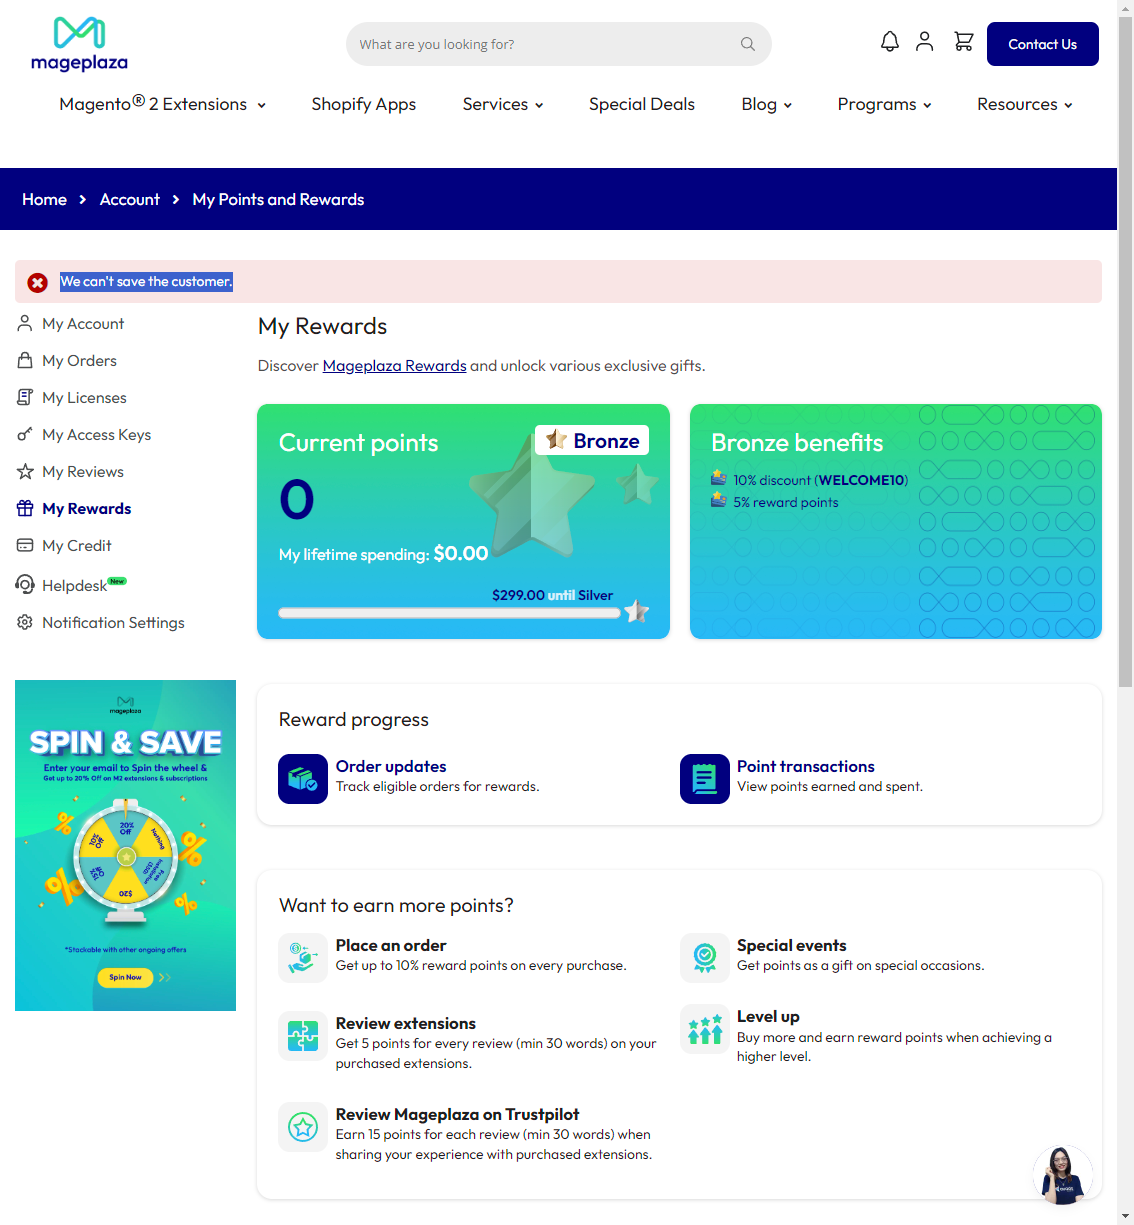 mageplaza
What are you looking for?
Contact Us
Magento® 2 Extensions
Shopify Apps
Services
Special Deals
Blog
Programs
Resources
Home
Account
My Points and Rewards
We can't save the customer.
My Account
My Orders
My Licenses
My Access Keys
My Reviews
My Rewards
My Credit
Helpdesk New
Notification Settings
My Rewards
Discover Mageplaza Rewards and unlock various exclusive gifts.
Current points
Bronze
0
My lifetime spending: $0.00
$299.00 until Silver
Bronze benefits
10% discount (WELCOME10)
5% reward points
mageplaza
SPIN & SAVE
Enter your email to Spin the wheel &
Get up to 20% Off on M2 extensions & subscriptions
20%
Off
Nothing
Free
Installation
($50)
$20
15%
Off
10%
Off
*Stackable with other ongoing offers
Spin Now
Reward progress
Order updates
Track eligible orders for rewards.
Point transactions
View points earned and spent.
Want to earn more points?
Place an order
Get up to 10% reward points on every purchase.
Special events
Get points as a gift on special occasions.
Review extensions
Get 5 points for every review (min 30 words) on your
purchased extensions.
Level up
Buy more and earn reward points when achieving a
higher level.
Review Mageplaza on Trustpilot
Earn 15 points for each review (min 30 words) when
sharing your experience with purchased extensions.